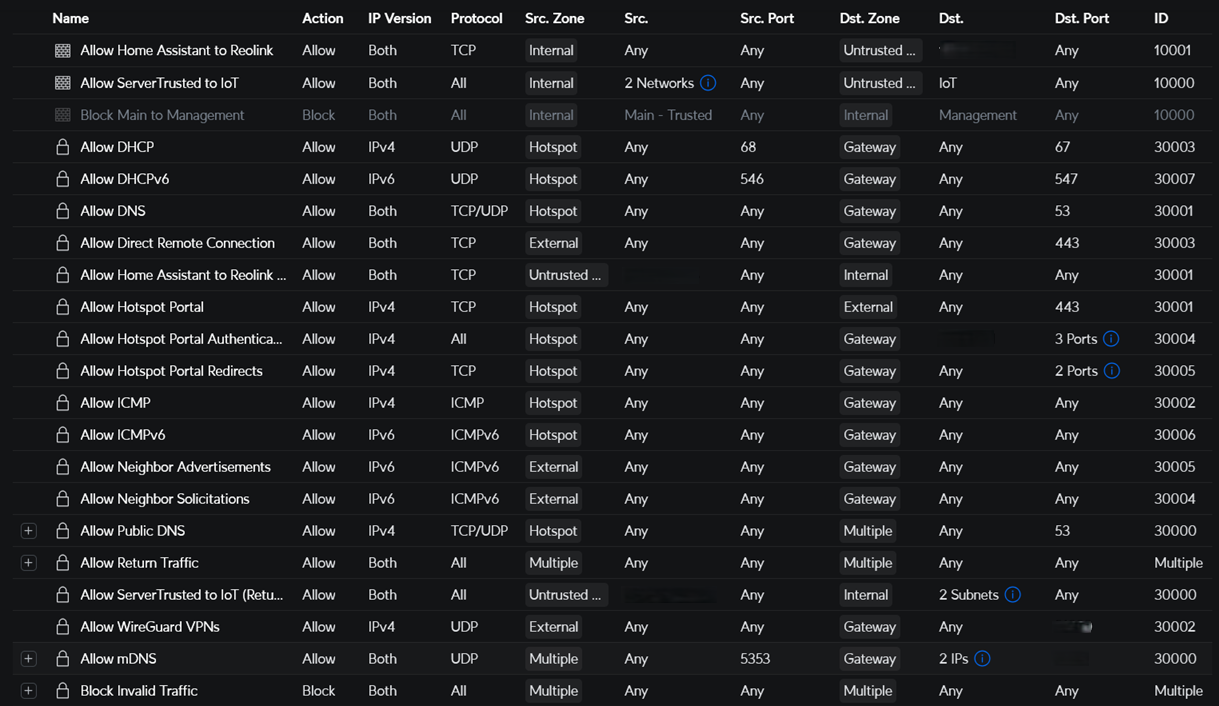 Name Action IP Version Protocol Src. Zone Src. Src. Port Dst. Zone Dst. Dst. Port ID
Allow Home Assistant to Reolink Allow Both TCP Internal Any Any Untrusted ... Any 10001
Allow ServerTrusted to IoT Allow Both All Internal 2 Networks Any Untrusted ... IoT Any 10000
Block Main to Management Block Both All Internal Main - Trusted Any Internal Management Any 10000
Allow DHCP Allow IPv4 UDP Hotspot Any 68 Gateway Any 67 30003
Allow DHCPv6 Allow IPv6 UDP Hotspot Any 546 Gateway Any 547 30007
Allow DNS Allow Both TCP/UDP Hotspot Any Any Gateway Any 53 30001
Allow Direct Remote Connection Allow Both TCP External Any Any Gateway Any 443 30003
Allow Home Assistant to Reolink ... Allow Both TCP Untrusted ... Any Internal Any Any 30001
Allow Hotspot Portal Allow IPv4 TCP Hotspot Any Any External Any 443 30001
Allow Hotspot Portal Authentica... Allow IPv4 All Hotspot Any Any Gateway 3 Ports 30004
Allow Hotspot Portal Redirects Allow IPv4 TCP Hotspot Any Any Gateway Any 2 Ports 30005
Allow ICMP Allow IPv4 ICMP Hotspot Any Any Gateway Any Any 30002
Allow ICMPv6 Allow IPv6 ICMPv6 Hotspot Any Any Gateway Any Any 30006
Allow Neighbor Advertisements Allow IPv6 ICMPv6 External Any Any Gateway Any Any 30005
Allow Neighbor Solicitations Allow IPv6 ICMPv6 External Any Any Gateway Any Any 30004
Allow Public DNS Allow IPv4 TCP/UDP Hotspot Any Any Multiple Any 53 30000
Allow Return Traffic Allow Both All Multiple Any Any Multiple Any Any Multiple
Allow ServerTrusted to IoT (Retu... Allow Both All Untrusted ... Any Internal 2 Subnets Any 30000
Allow WireGuard VPNs Allow IPv4 UDP External Any Any Gateway Any 30002
Allow mDNS Allow Both UDP Multiple Any 5353 Gateway 2 IPs 30000
Block Invalid Traffic Block Both All Multiple Any Any Multiple Any Any Multiple